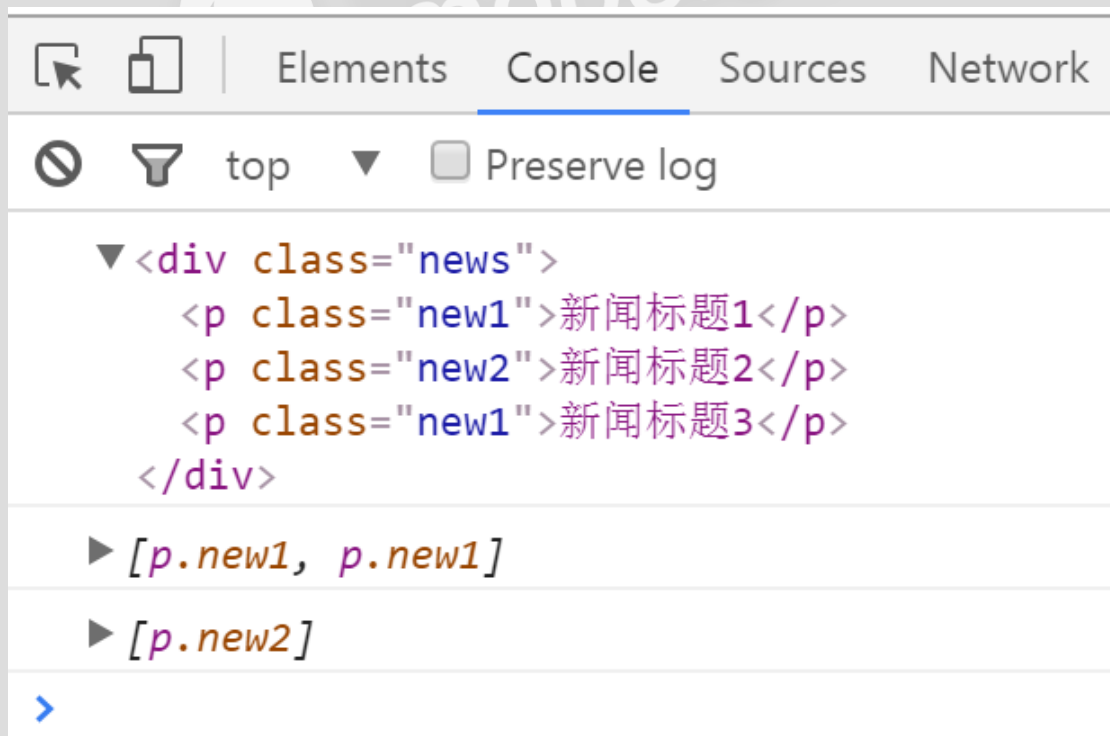 Elements Console Sources Network
top ▼ Preserve log
▼<div class="news">
<p class="new1">新闻标题1</p>
<p class="new2">新闻标题2</p>
<p class="new1">新闻标题3</p>
</div>
▶[p.new1, p.new1]
▶[p.new2]
>